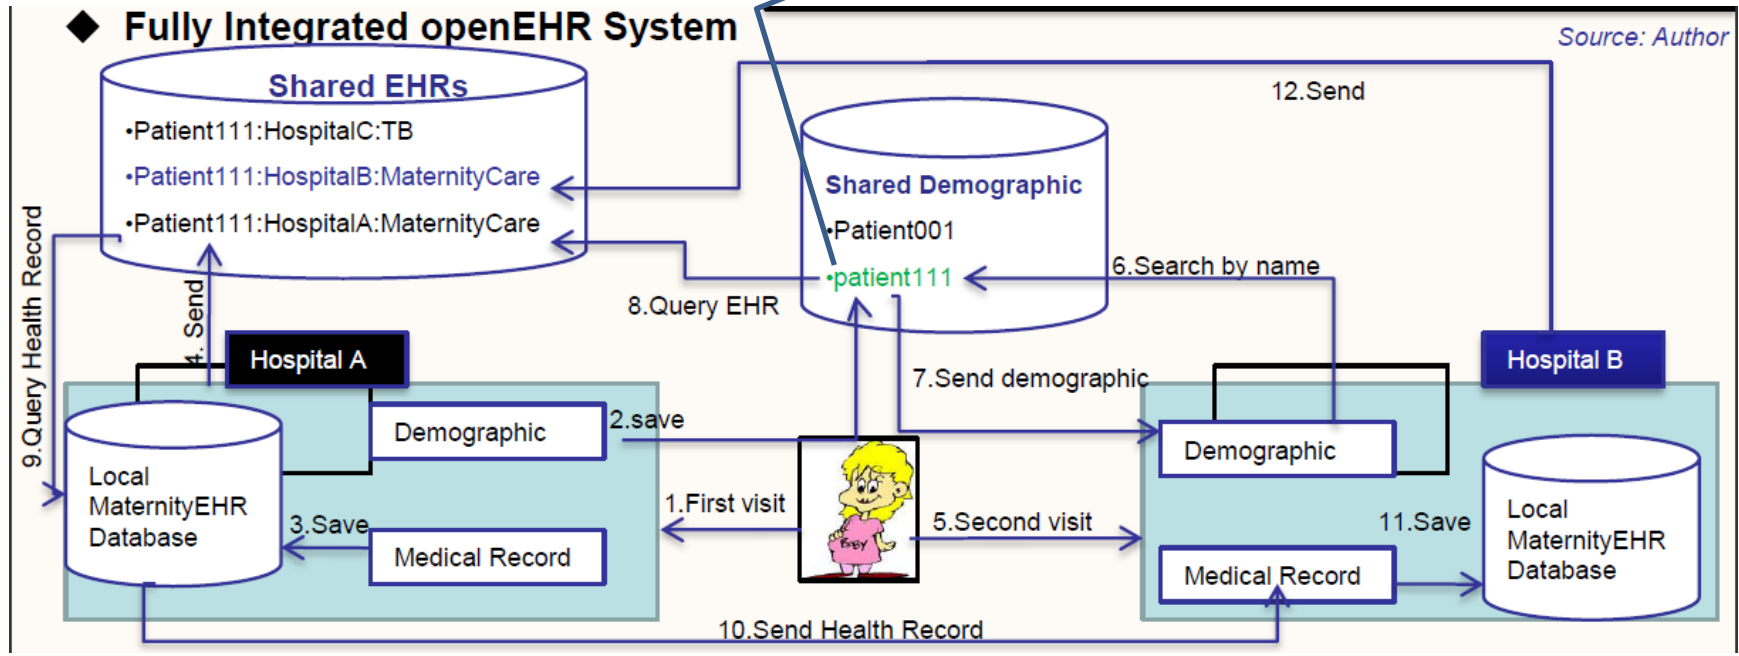 ◆ Fully Integrated openEHR System
Source: Author
Shared EHRs
•Patient111:HospitalC:TB
•Patient111:HospitalB:MaternityCare
•Patient111:HospitalA:MaternityCare
12.Send
Shared Demographic
•Patient001
•patient111
6.Search by name
8.Query EHR
9.Query Health Record
4. Send
Hospital A
Hospital B
7.Send demographic
Demographic
2.save
Demographic
Local
MaternityEHR
Database
3.Save
Medical Record
1.First visit
BaBY
5.Second visit
11.Save
Medical Record
Local
MaternityEHR
Database
10.Send Health Record